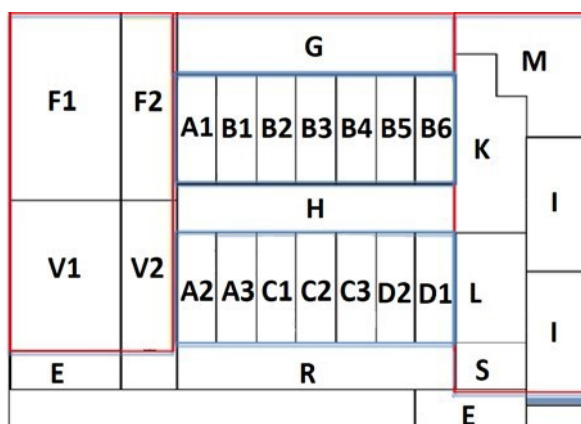 G
M
F1 F2
A1 B1 B2 B3 B4 B5 B6
K
I
H
V1 V2
A2 A3 C1 C2 C3 D2 D1
L
I
E
R
S
E